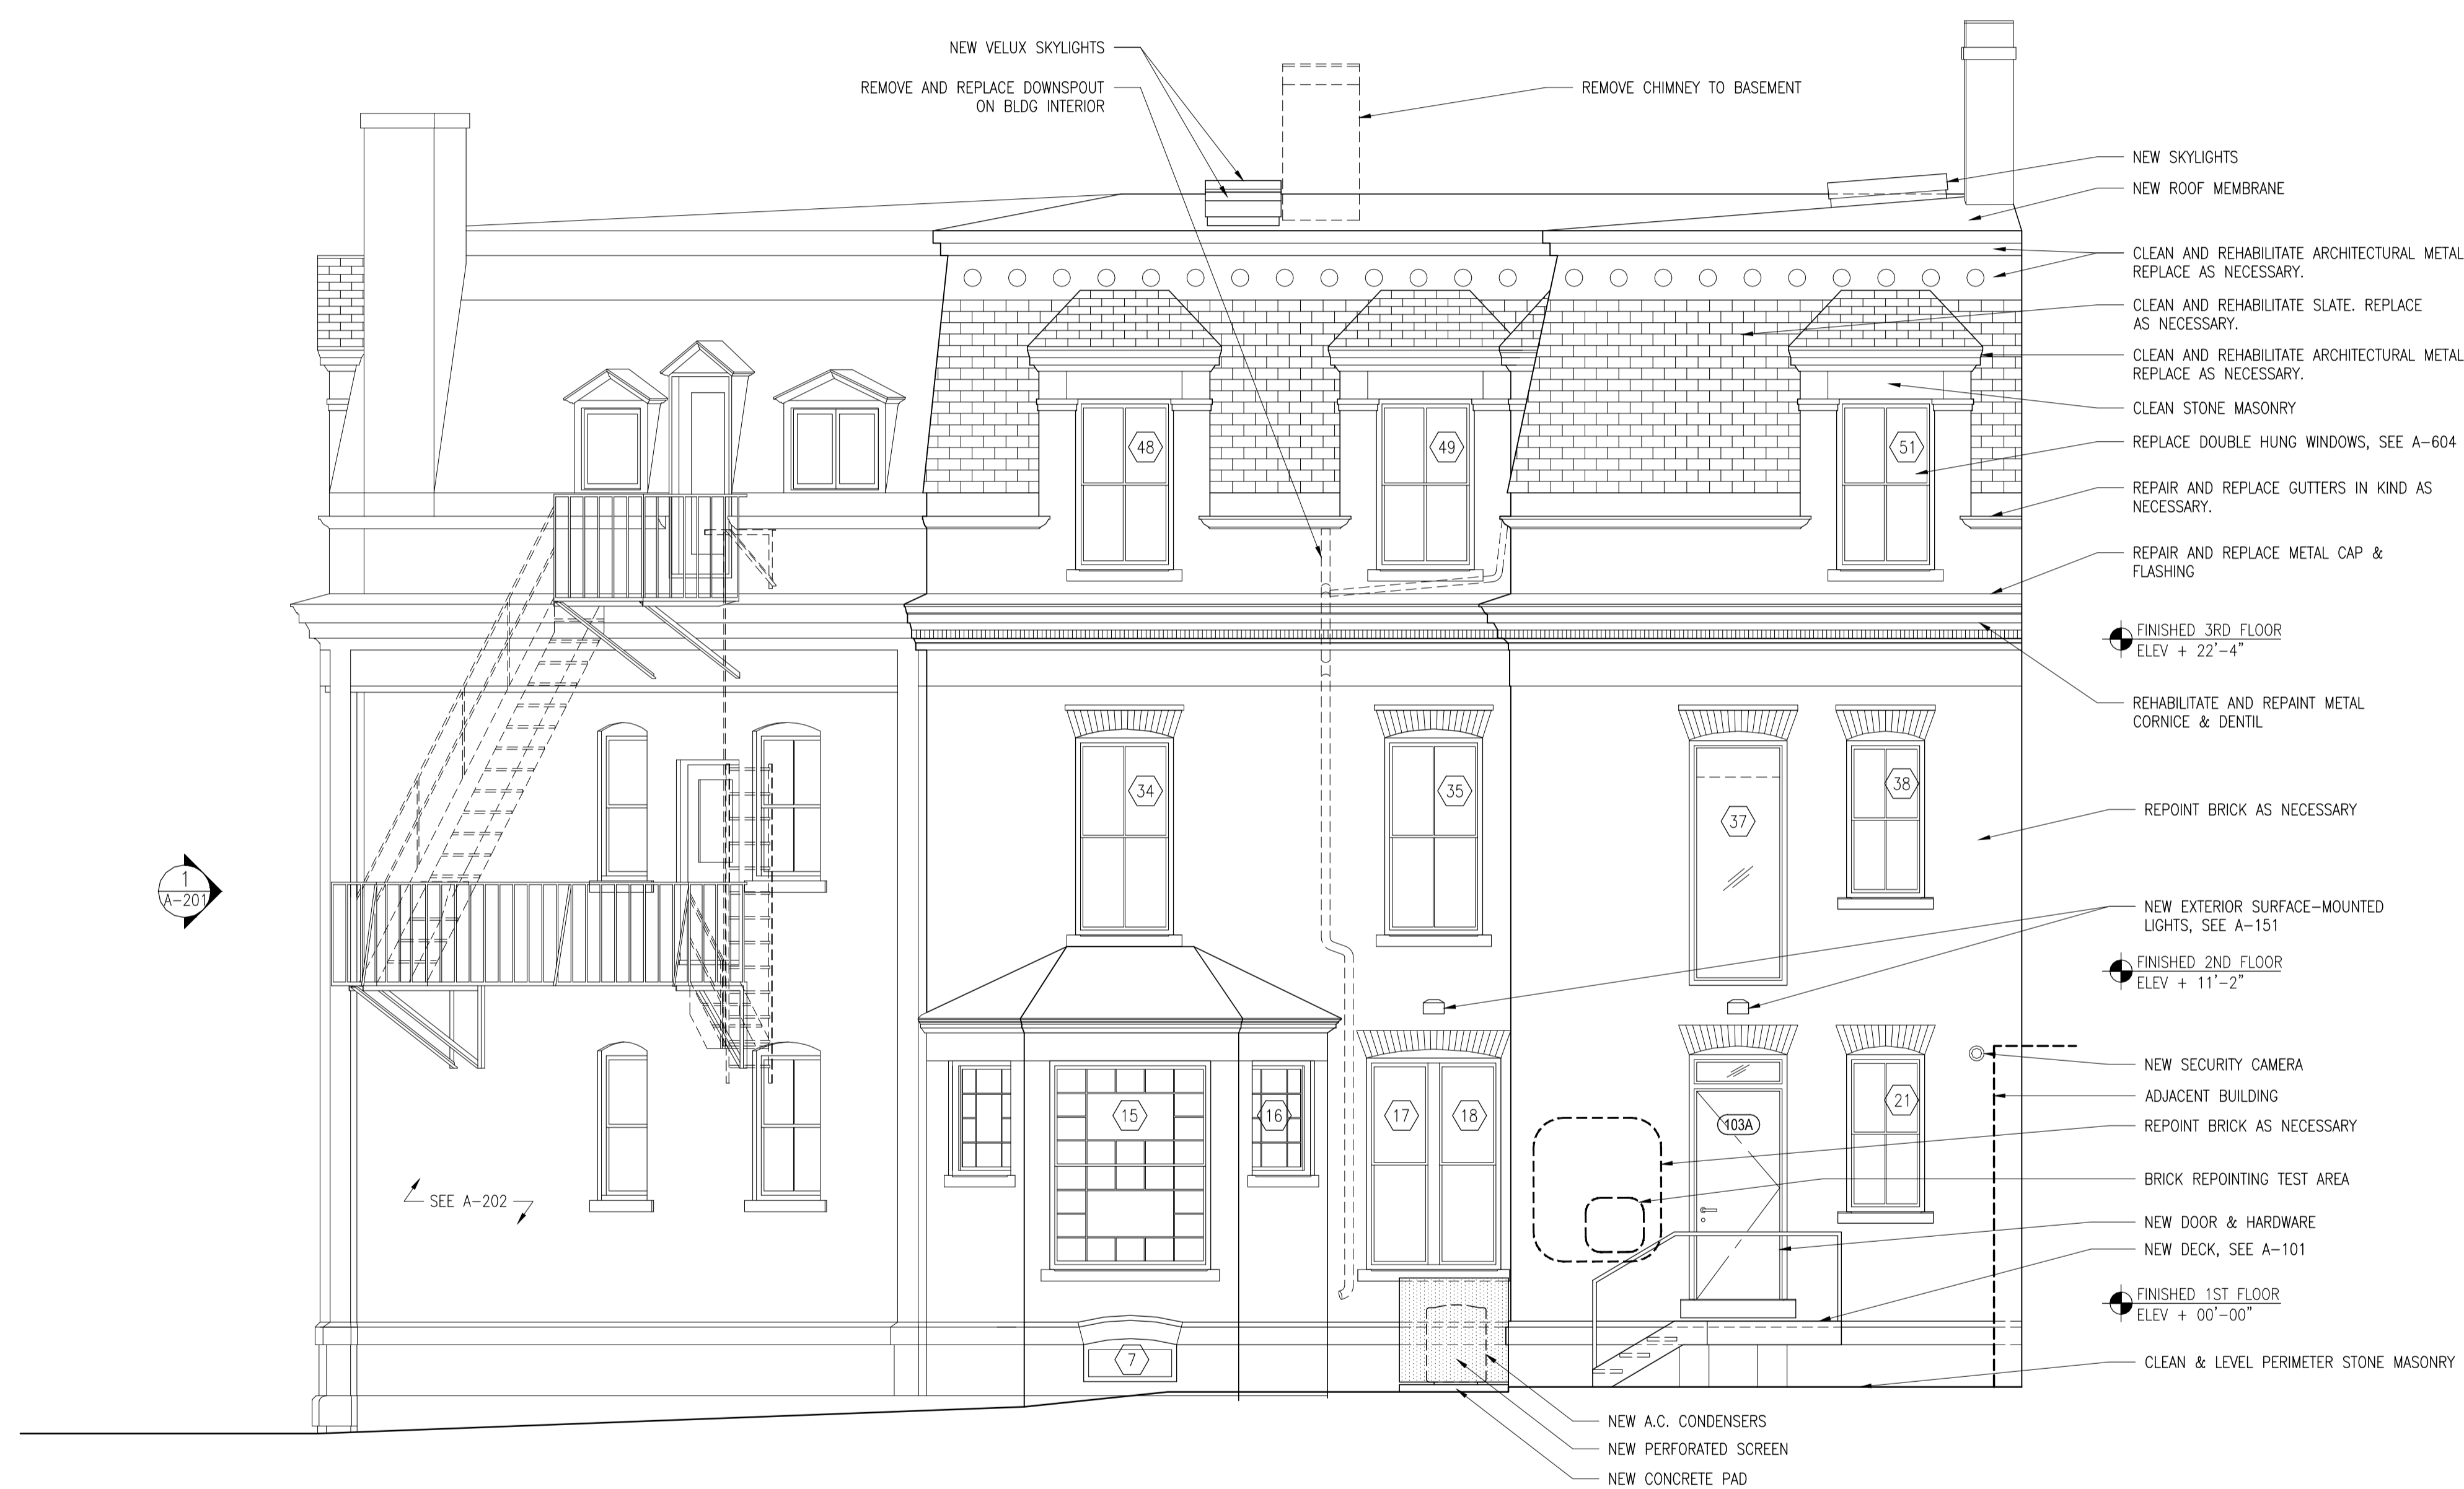 NEW VELUX SKYLIGHTS
REMOVE AND REPLACE DOWNSPOUT
ON BLDG INTERIOR
REMOVE CHIMNEY TO BASEMENT
NEW SKYLIGHTS
NEW ROOF MEMBRANE
CLEAN AND REHABILITATE ARCHITECTURAL METAL
REPLACE AS NECESSARY.
CLEAN AND REHABILITATE SLATE. REPLACE
AS NECESSARY.
CLEAN AND REHABILITATE ARCHITECTURAL METAL
REPLACE AS NECESSARY.
CLEAN STONE MASONRY
REPLACE DOUBLE HUNG WINDOWS, SEE A-604
REPAIR AND REPLACE GUTTERS IN KIND AS
NECESSARY.
REPAIR AND REPLACE METAL CAP &
FLASHING
FINISHED 3RD FLOOR
ELEV + 22'-4"
REHABILITATE AND REPAINT METAL
CORNICE & DENTIL
REPOINT BRICK AS NECESSARY
NEW EXTERIOR SURFACE-MOUNTED
LIGHTS, SEE A-151
FINISHED 2ND FLOOR
ELEV + 11'-2"
NEW SECURITY CAMERA
ADJACENT BUILDING
REPOINT BRICK AS NECESSARY
BRICK REPOINTING TEST AREA
NEW DOOR & HARDWARE
NEW DECK, SEE A-101
FINISHED 1ST FLOOR
ELEV + 00'-00"
CLEAN & LEVEL PERIMETER STONE MASONRY
NEW A.C. CONDENSERS
NEW PERFORATED SCREEN
NEW CONCRETE PAD
48
49
51
34
35
37
38
1
A-201
15
16
17
18
103A
21
SEE A-202
7